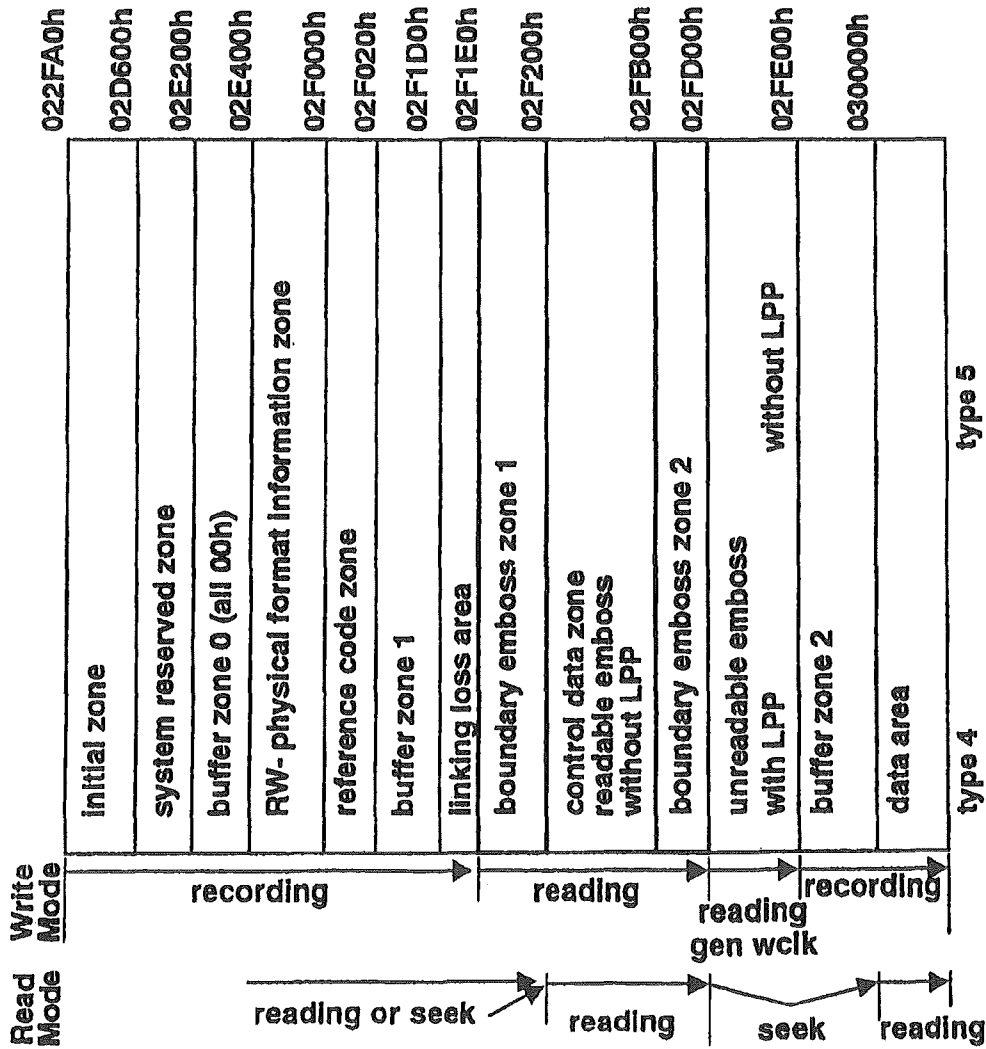 022FA0h
02D600h
02E200h
02E400h
02F000h
02F020h
02F1D0h
02F1E0h
02F200h
02FB00h
02FD00h
02FE00h
030000h
initial zone
system reserved zone
buffer zone 0 (all 00h)
RW- physical format information zone
reference code zone
buffer zone 1
linking loss area
boundary emboss zone 1
control data zone
readable emboss
without LPP
boundary emboss zone 2
unreadable emboss
with LPP
without LPP
buffer zone 2
data area
type 4
type 5
Write
Mode
recording
reading
reading
gen wclk
recording
Read
Mode
reading or seek
reading
seek
reading